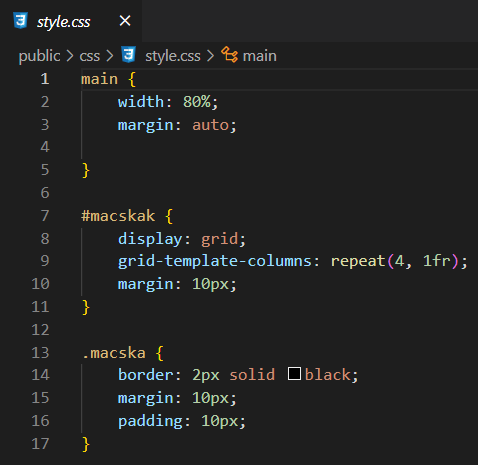 style.css ×
public > css > style.css > main
1 main {
2     width: 80%;
3     margin: auto;
4
5 }
6
7 #macskak {
8     display: grid;
9     grid-template-columns: repeat(4, 1fr);
10     margin: 10px;
11 }
12
13 .macska {
14     border: 2px solid black;
15     margin: 10px;
16     padding: 10px;
17 }